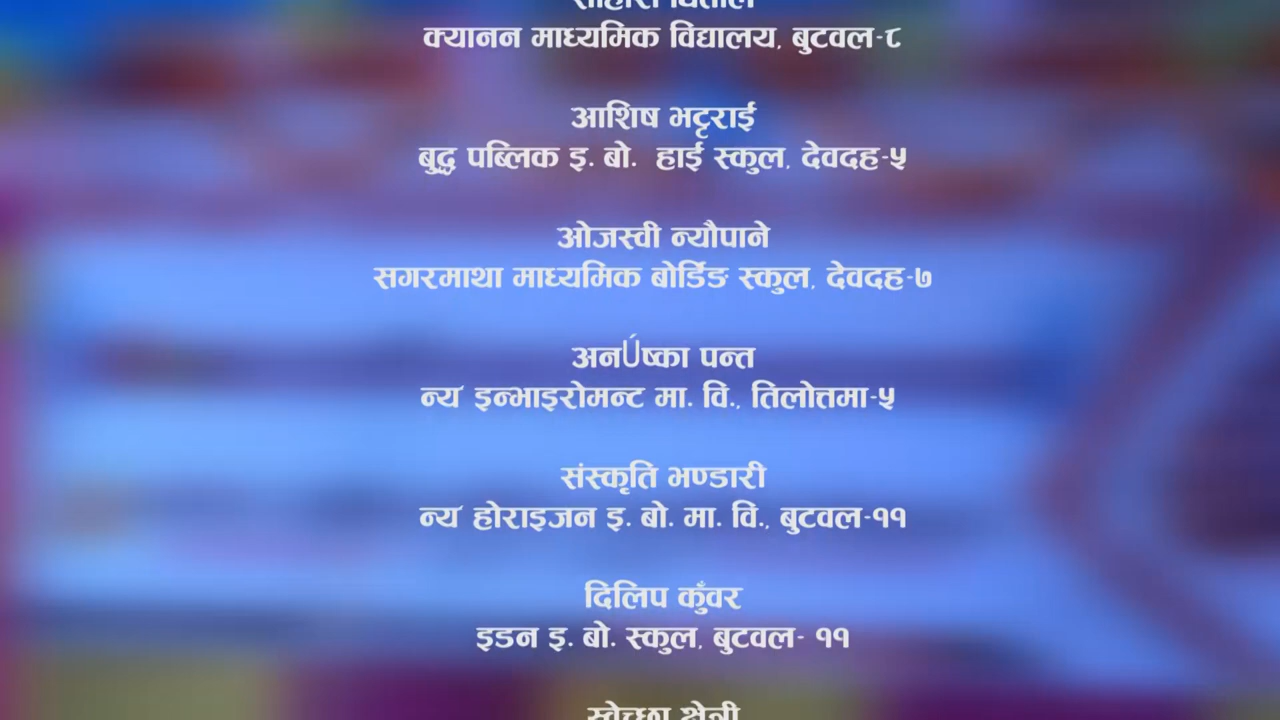 क्यानन माध्यमिक विद्यालय, बुटवल-८
आशिष भट्टराई
बुद्ध पब्लिक इ. बो. हाई स्कुल, देवदह-५
ओजस्वी न्यौपाने
सगरमाथा माध्यमिक बोर्डिङ स्कुल, देवदह-७
अनÚष्का पन्त
न्य' इन्भाइरोमन्ट मा. वि., तिलोत्तमा-५
संस्कृति भण्डारी
न्य' होराइजन इ. बो. मा. वि., बुटवल-११
दिलिप कुँवर
इडन इ. बो. स्कुल, बुटवल- ११
स्वेच्छा क्षेत्री